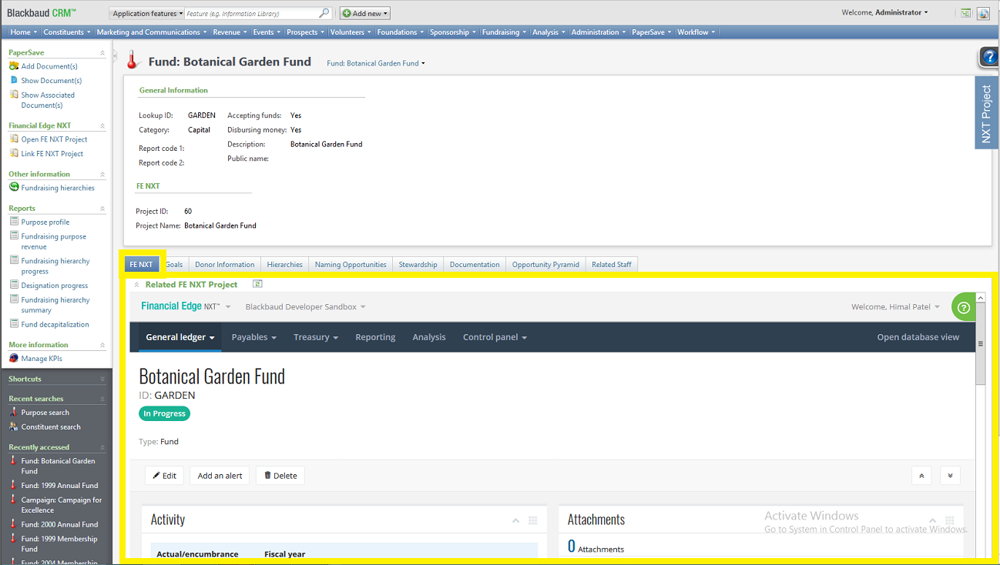 Blackbaud CRM™
Application features
Feature (e.g. Information Library)
Add new
Welcome, Administrator
Home
Constituents
Marketing and Communications
Revenue
Events
Prospects
Volunteers
Foundations
Sponsorship
Fundraising
Analysis
Administration
PaperSave
Workflow
PaperSave
Add Document(s)
Show Document(s)
Show Associated
Document(s)
Financial Edge NXT
Open FE NXT Project
Link FE NXT Project
Other information
Fundraising hierarchies
Reports
Purpose profile
Fundraising purpose
revenue
Fundraising hierarchy
progress
Designation progress
Fundraising hierarchy
summary
Fund decapitalization
More information
Manage KPIs
Shortcuts
Recent searches
Purpose search
Constituent search
Recently accessed
Fund: Botanical Garden
Fund
Fund: 1999 Annual Fund
Campaign: Campaign for
Excellence
Fund: 2000 Annual Fund
Fund: 1999 Membership
Fund
Fund: 2004 Membership
Fund: Botanical Garden Fund
Fund: Botanical Garden Fund
?
NXT Project
General Information
Lookup ID: GARDEN
Accepting funds: Yes
Category: Capital
Disbursing money: Yes
Report code 1:
Description: Botanical Garden Fund
Report code 2:
Public name:
FE NXT
Project ID: 60
Project Name: Botanical Garden Fund
FE NXT
Goals
Donor Information
Hierarchies
Naming Opportunities
Stewardship
Documentation
Opportunity Pyramid
Related Staff
Related FE NXT Project
Financial Edge NXT™
Blackbaud Developer Sandbox
Welcome, Himal Patel
?
General ledger
Payables
Treasury
Reporting
Analysis
Control panel
Open database view
Botanical Garden Fund
ID: GARDEN
In Progress
Type: Fund
Edit
Add an alert
Delete
Activity
Attachments
Activate Windows
Go to System in Control Panel to activate Windows.
Actual/encumbrance
Fiscal year
0 Attachments